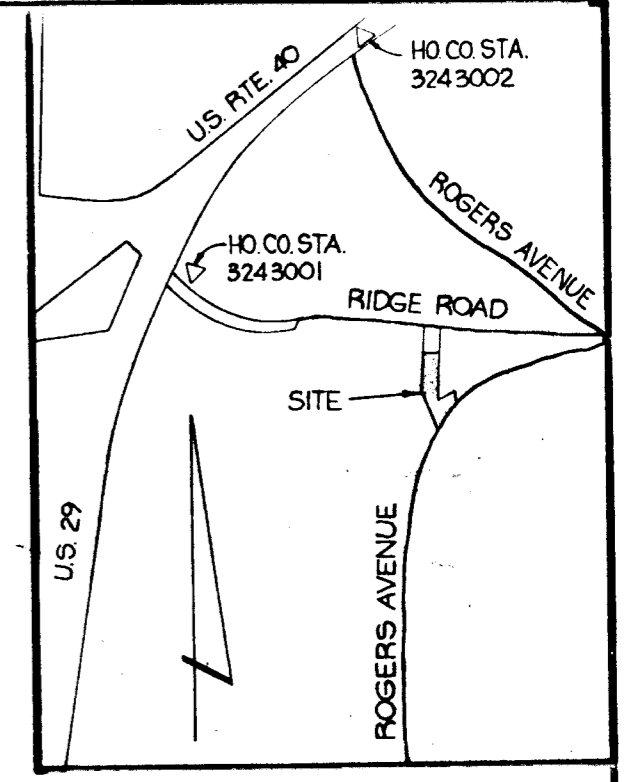 HO. CO. STA.
3243002
U.S. RTE. 40
ROGERS AVENUE
HO. CO. STA.
3243001
RIDGE ROAD
SITE
U.S. 29
ROGERS AVENUE